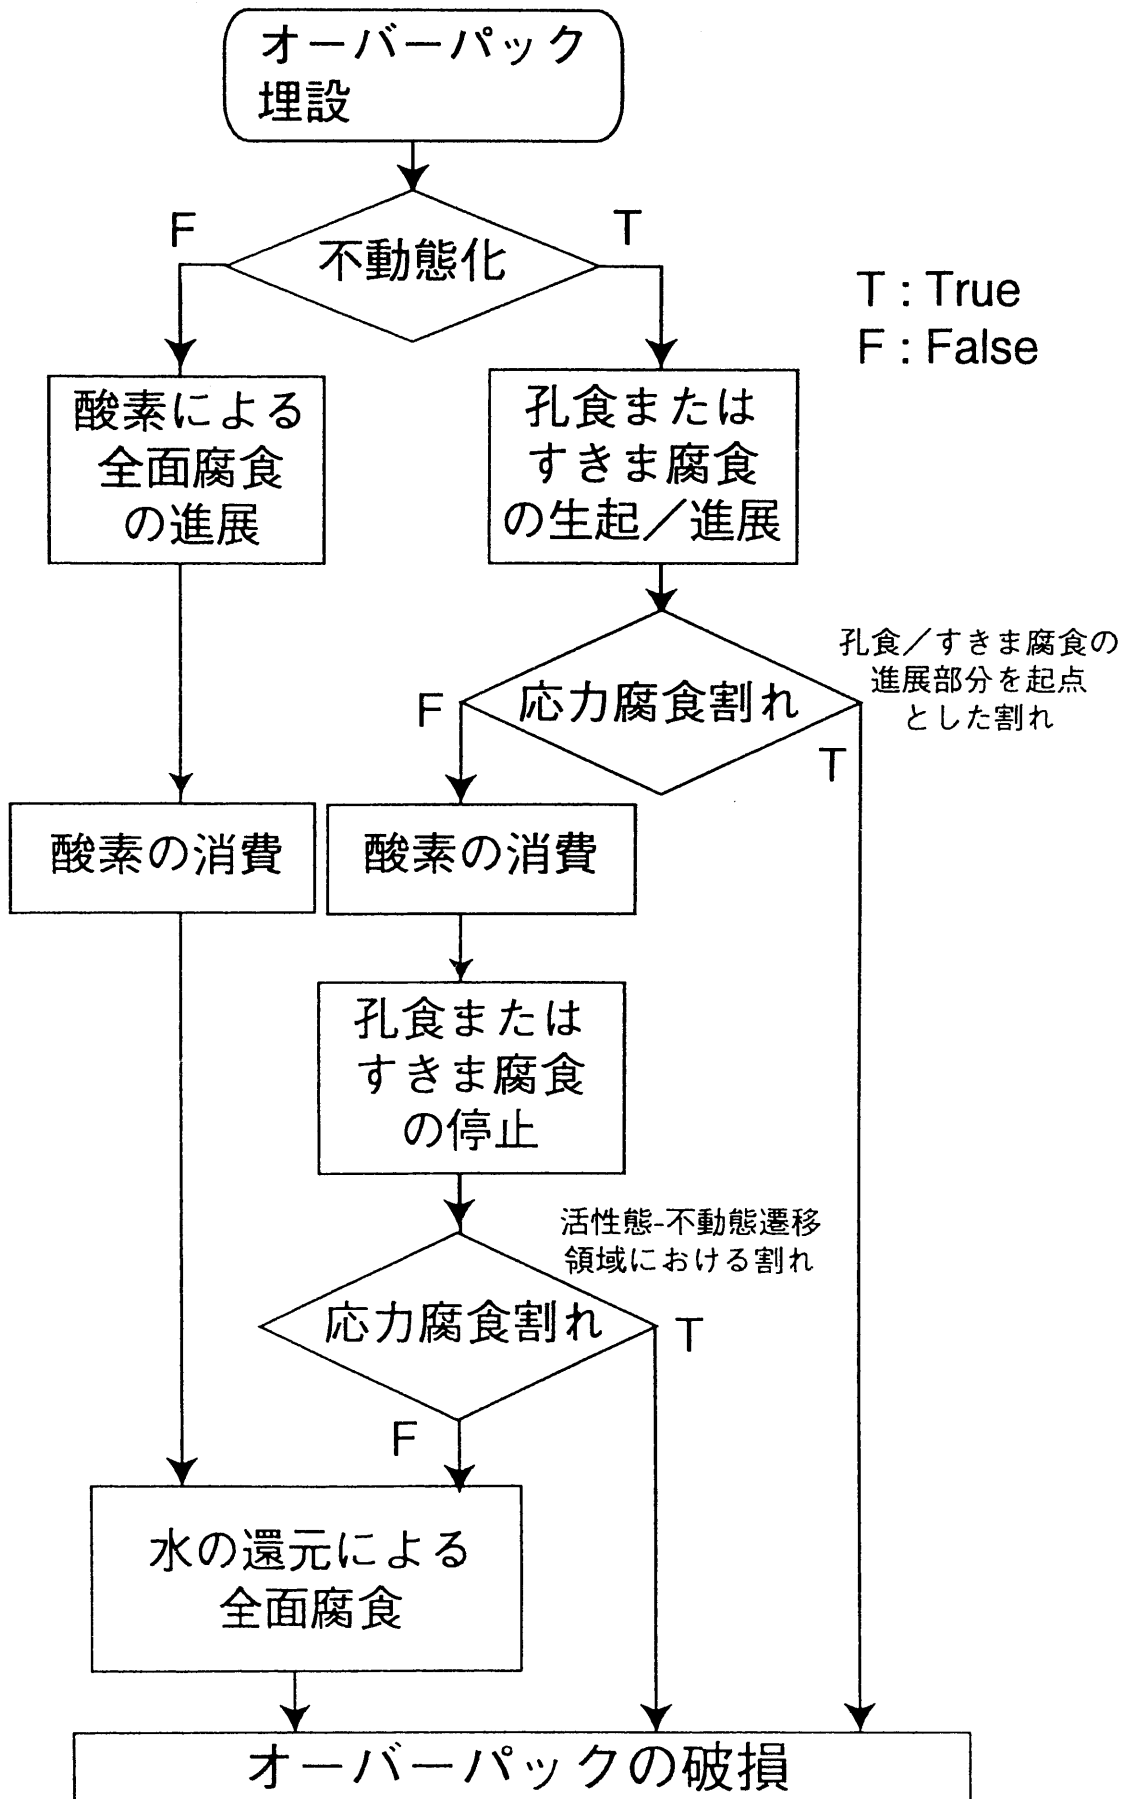 オーバーパック
埋設
F
T
不動態化
T : True
F : False
酸素による
全面腐食
の進展
孔食または
すきま腐食
の生起／進展
孔食／すきま腐食の
進展部分を起点
とした割れ
F
応力腐食割れ
T
酸素の消費
酸素の消費
孔食または
すきま腐食
の停止
活性態-不動態遷移
領域における割れ
応力腐食割れ
T
F
水の還元による
全面腐食
オーバーパックの破損